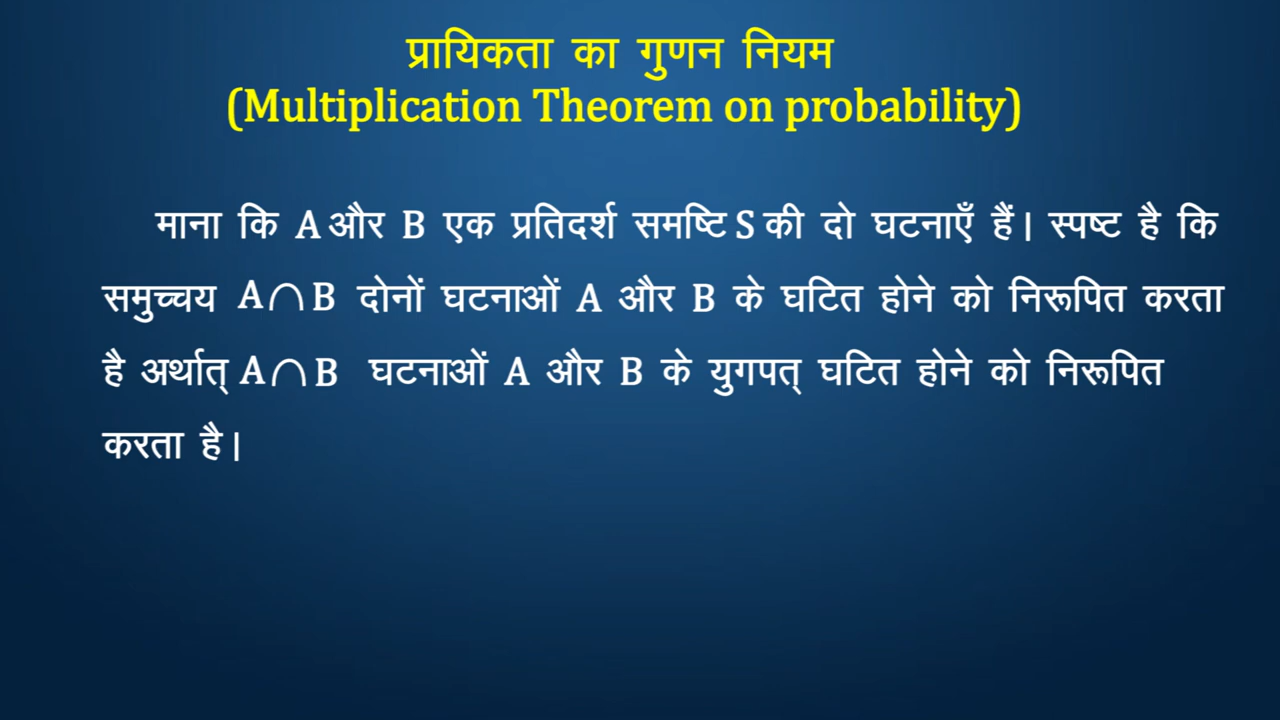 प्रायिकता का गुणन नियम
(Multiplication Theorem on probability)
माना कि A और B एक प्रतिदर्श समष्टि S की दो घटनाएँ हैं। स्पष्ट है कि
समुच्चय A∩B दोनों घटनाओं A और B के घटित होने को निरूपित करता
है अर्थात् A∩B घटनाओं A और B के युगपत् घटित होने को निरूपित
करता है।